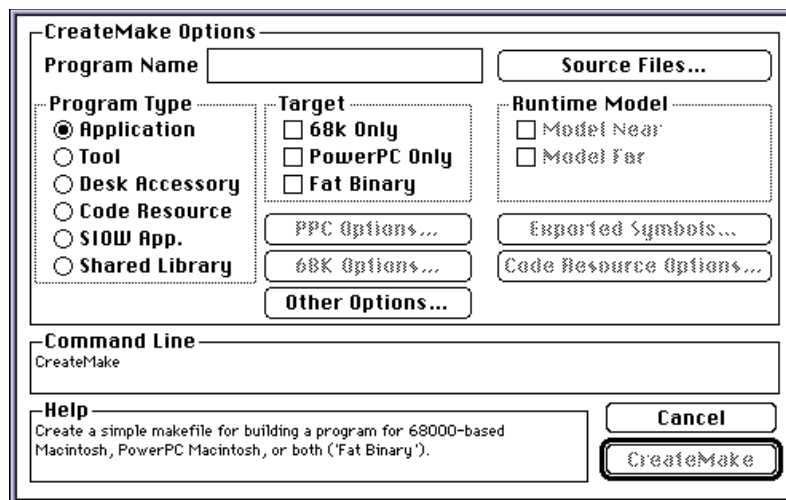 CreateMake Options
Program Name
Source Files...
Program Type
Application
Tool
Desk Accessory
Code Resource
SIOW App.
Shared Library
Target
68k Only
PowerPC Only
Fat Binary
PPC Options...
68K Options...
Other Options...
Runtime Model
Model Near
Model Far
Exported Symbols...
Code Resource Options...
Command Line
CreateMake
Help
Create a simple makefile for building a program for 68000-based
Macintosh, PowerPC Macintosh, or both ('Fat Binary').
Cancel
CreateMake